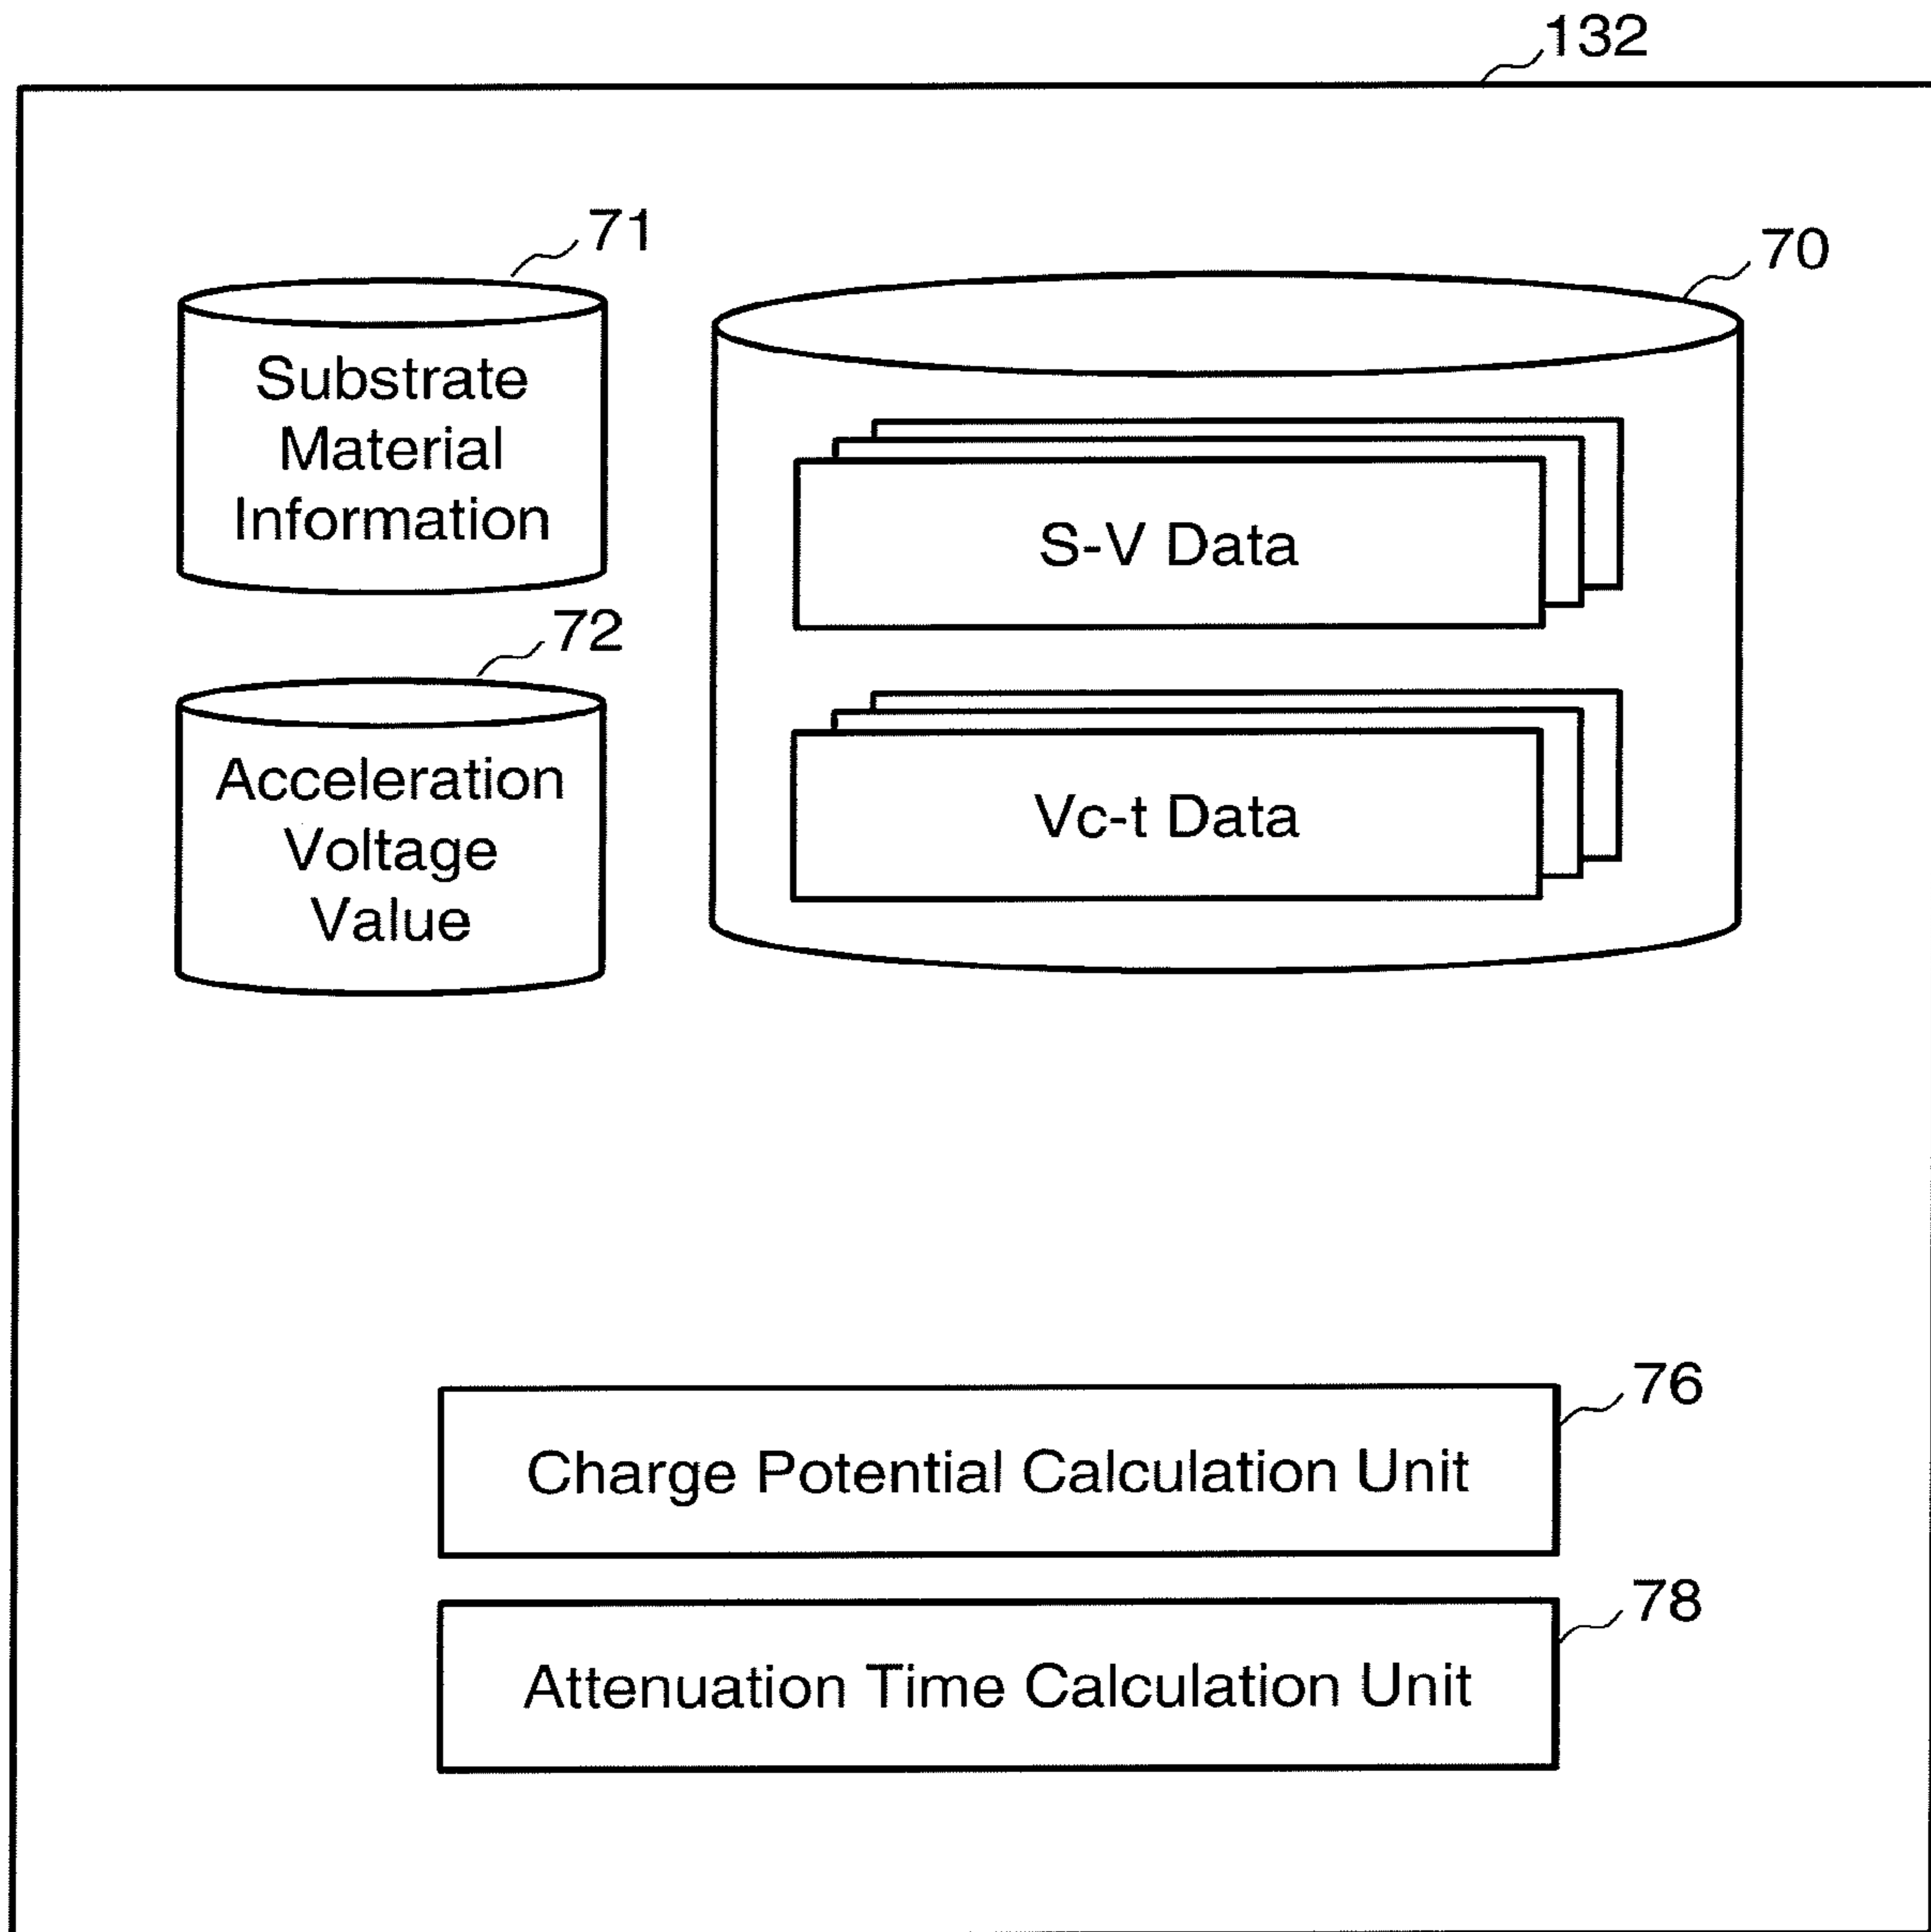 132
71
70
Substrate
Material
Information
S-V Data
72
Acceleration
Voltage
Value
Vc-t Data
76
Charge Potential Calculation Unit
78
Attenuation Time Calculation Unit